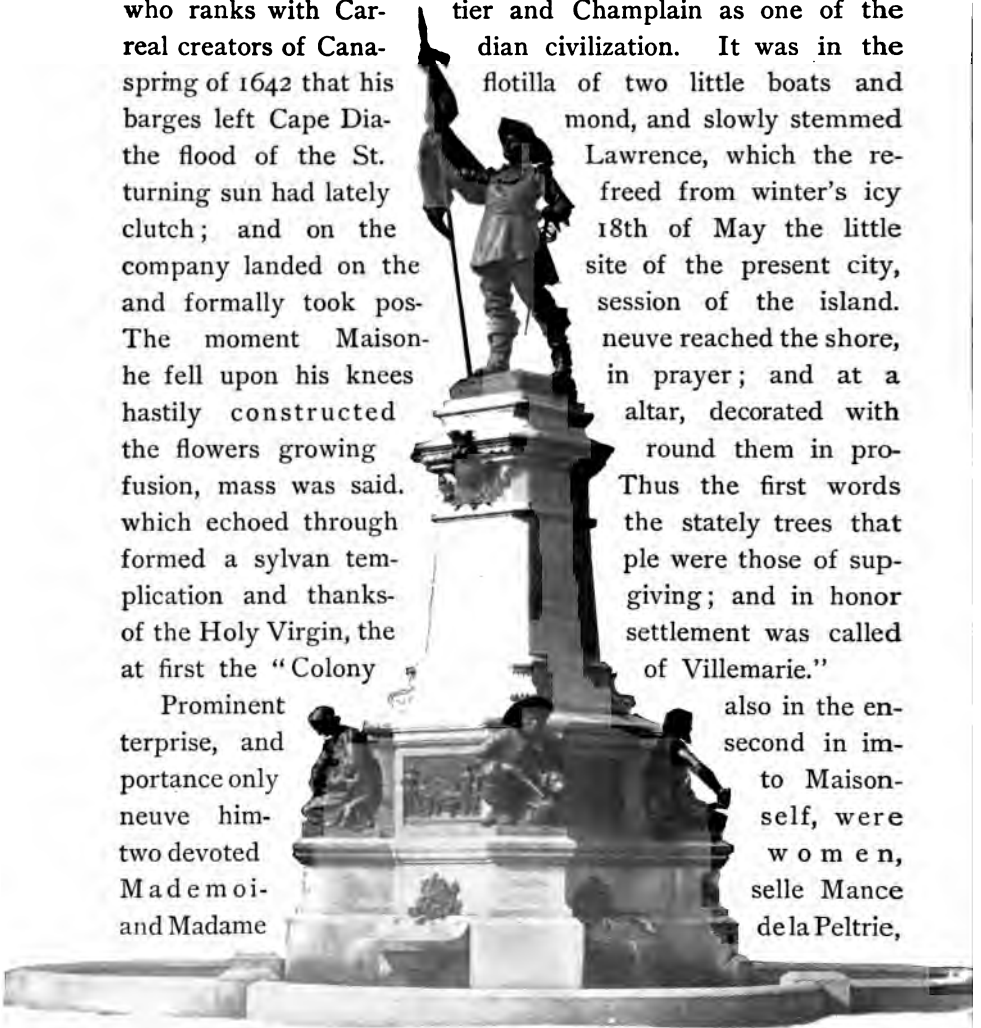 who ranks with Car- tier and Champlain as one of the
real creators of Cana- dian civilization. It was in the
spring of 1642 that his flotilla of two little boats and
barges left Cape Dia- mond, and slowly stemmed
the flood of the St. Lawrence, which the re-
turning sun had lately freed from winter's icy
clutch; and on the 18th of May the little
company landed on the site of the present city,
and formally took pos- session of the island.
The moment Maison- neuve reached the shore,
he fell upon his knees in prayer; and at a
hastily constructed altar, decorated with
the flowers growing round them in pro-
fusion, mass was said. Thus the first words
which echoed through the stately trees that
formed a sylvan tem- ple were those of sup-
plication and thanks- giving; and in honor
of the Holy Virgin, the settlement was called
at first the "Colony of Villemarie."
Prominent also in the en-
terprise, and second in im-
portance only to Maison-
neuve him- self, were
two devoted women,
Mademoi- selle Mance
and Madame de la Peltrie,